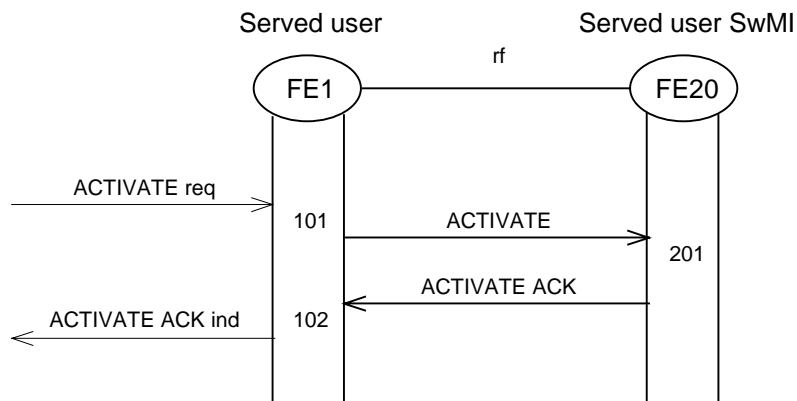 Served user
Served user SwMI
rf
FE1
FE20
ACTIVATE req
101
ACTIVATE
201
ACTIVATE ACK
ACTIVATE ACK ind
102